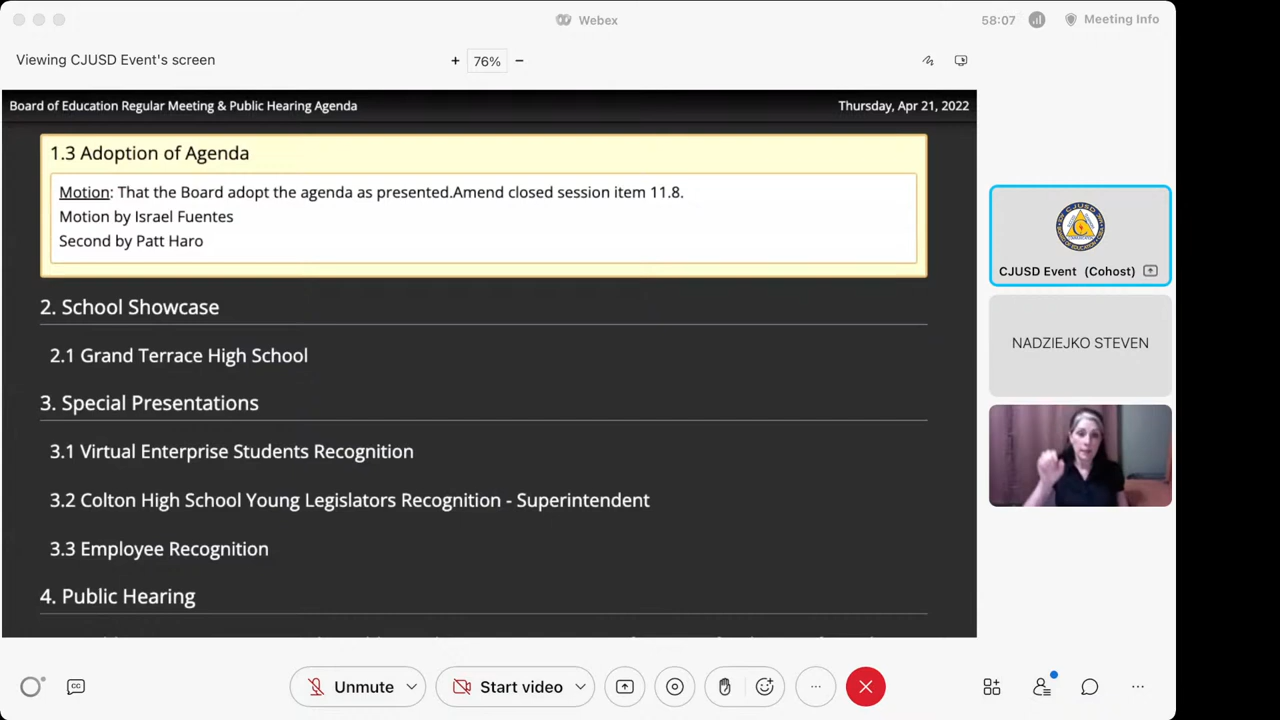 Webex
58:07
Meeting Info
Viewing CJUSD Event's screen
+ 76% −
Board of Education Regular Meeting & Public Hearing Agenda
Thursday, Apr 21, 2022
1.3 Adoption of Agenda
Motion: That the Board adopt the agenda as presented.Amend closed session item 11.8.
Motion by Israel Fuentes
Second by Patt Haro
2. School Showcase
2.1 Grand Terrace High School
3. Special Presentations
3.1 Virtual Enterprise Students Recognition
3.2 Colton High School Young Legislators Recognition - Superintendent
3.3 Employee Recognition
4. Public Hearing
CJUSD Event (Cohost)
NADZIEJKO STEVEN
Unmute
Start video